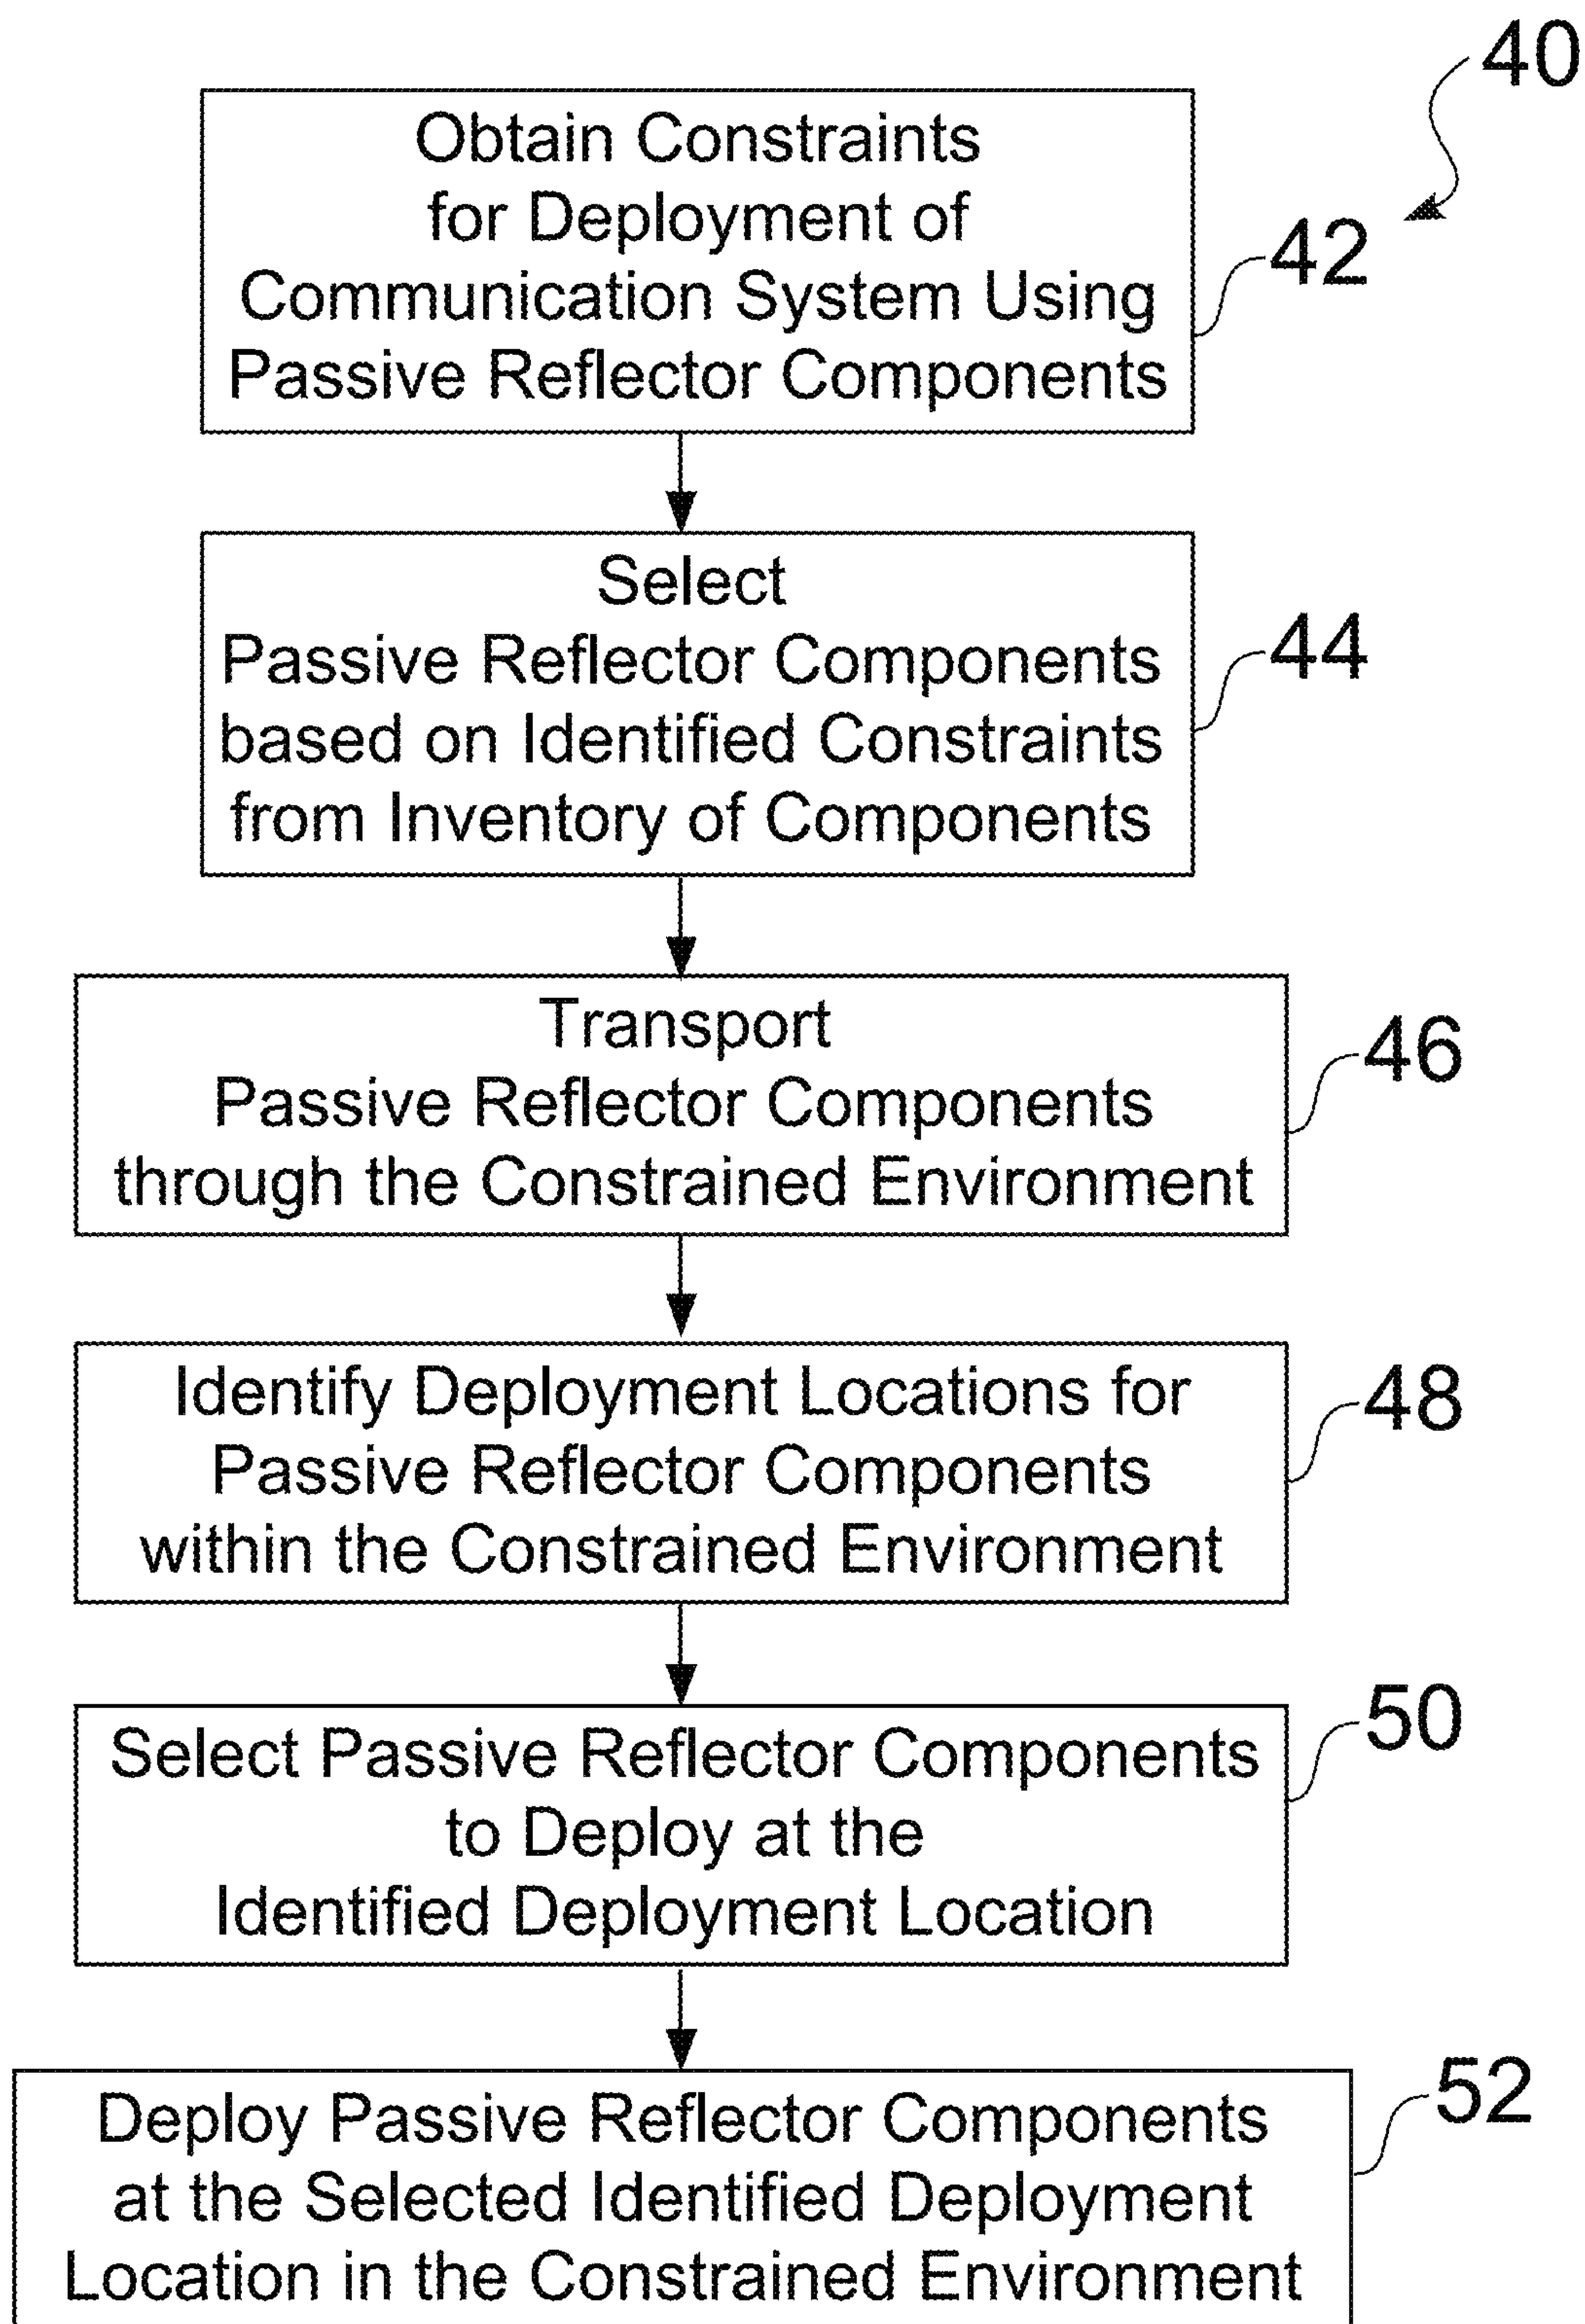 40
Obtain Constraints
for Deployment of
Communication System Using
Passive Reflector Components
42
Select
Passive Reflector Components
based on Identified Constraints
from Inventory of Components
44
Transport
Passive Reflector Components
through the Constrained Environment
46
Identify Deployment Locations for
Passive Reflector Components
within the Constrained Environment
48
Select Passive Reflector Components
to Deploy at the
Identified Deployment Location
50
Deploy Passive Reflector Components
at the Selected Identified Deployment
Location in the Constrained Environment
52